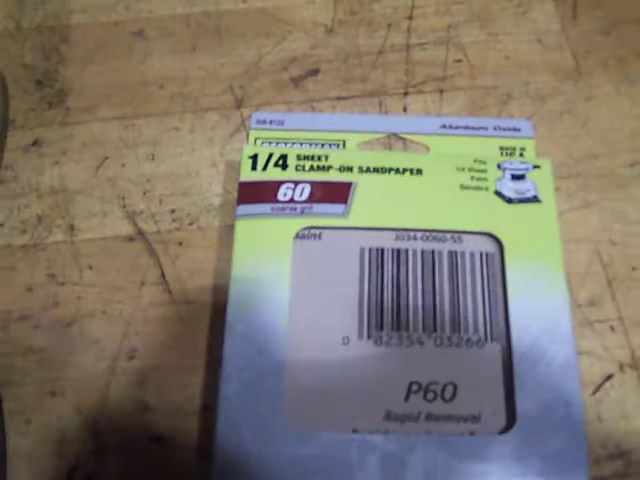 Aluminum Oxide
1/4 SHEET
CLAMP-ON SANDPAPER
Fits
1/4 Sheet
Palm
Sanders
60
coarse grit
3034-0060-55
0 82354 03266
P60
Rapid Removal